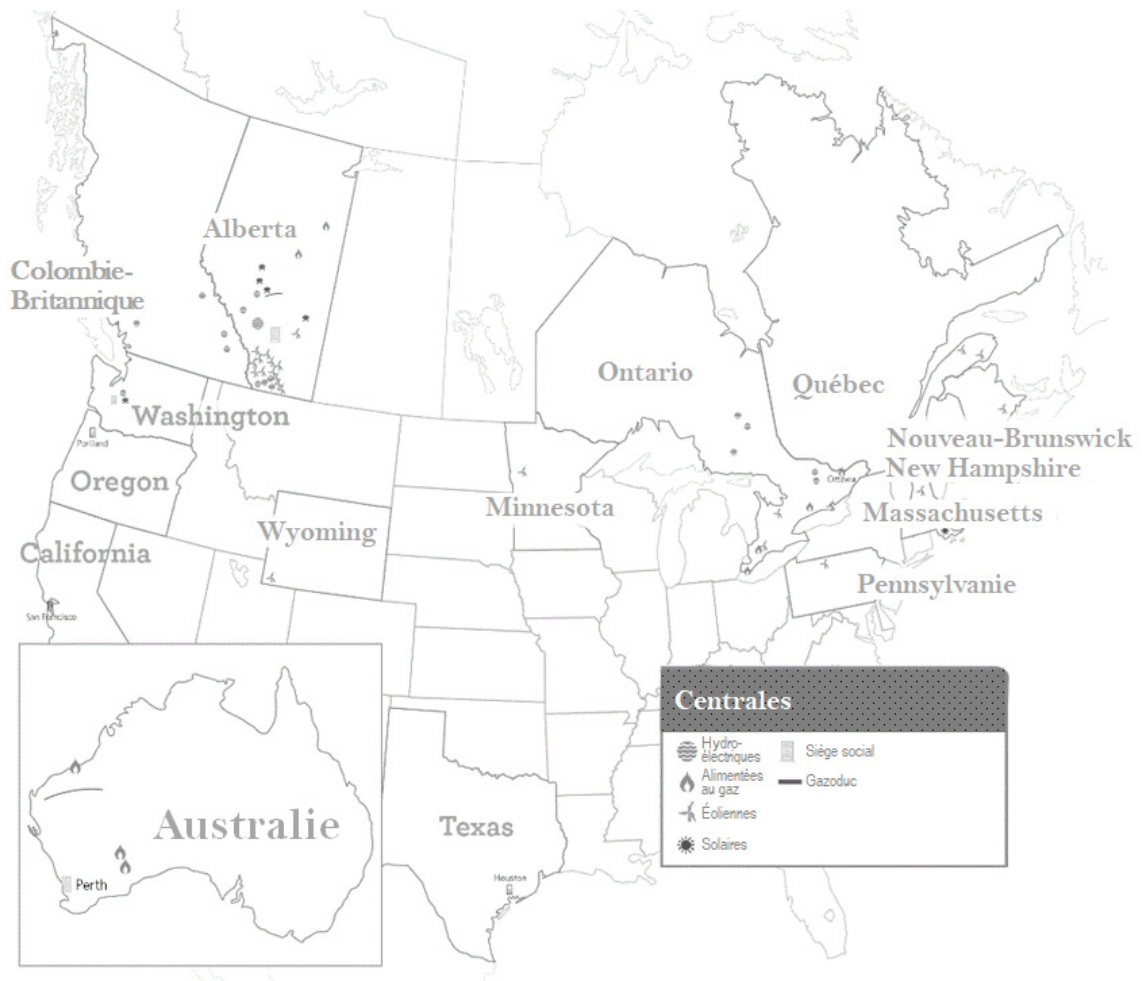 Alberta
Colombie-
Britannique
Ontario
Québec
Washington
Portland
Nouveau-Brunswick
New Hampshire
Oregon
Ottawa
Minnesota
Massachusetts
Wyoming
California
Pennsylvanie
San Francisco
Centrales
Hydro-
électriques
Siège social
Alimentées
au gaz
Gazoduc
Éoliennes
Solaires
Australie
Texas
Houston
Perth